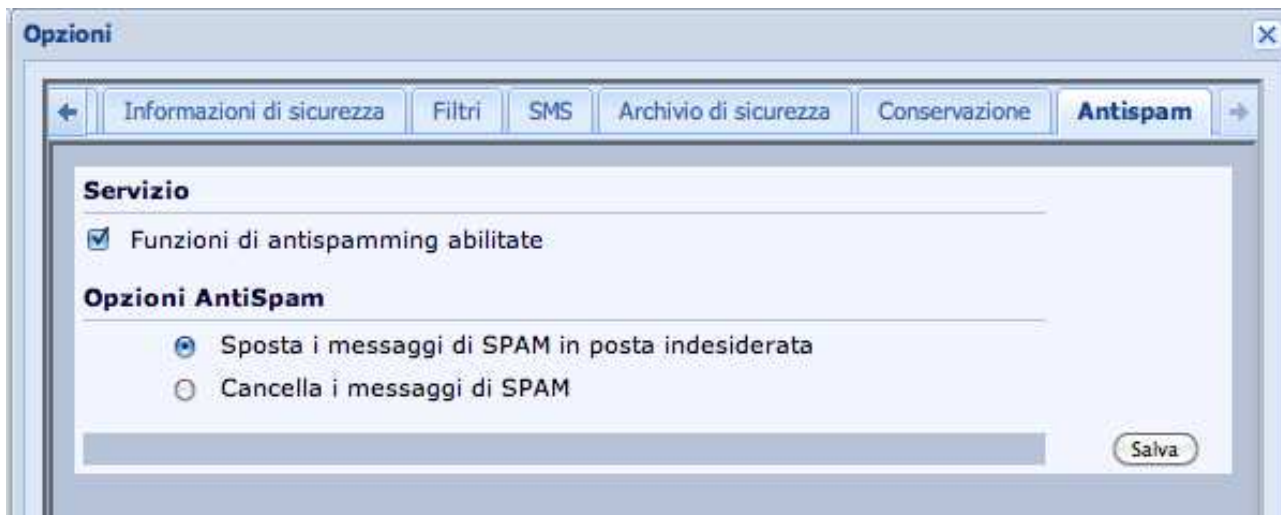 Opzioni
Informazioni di sicurezza Filtri SMS Archivio di sicurezza Conservazione Antispam
Servizio
Funzioni di antispamming abilitate
Opzioni AntiSpam
Sposta i messaggi di SPAM in posta indesiderata
Cancella i messaggi di SPAM
Salva